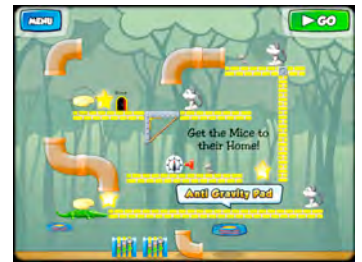 MENU
GO
Get the Mice to
their Home!
Anti Gravity Pad